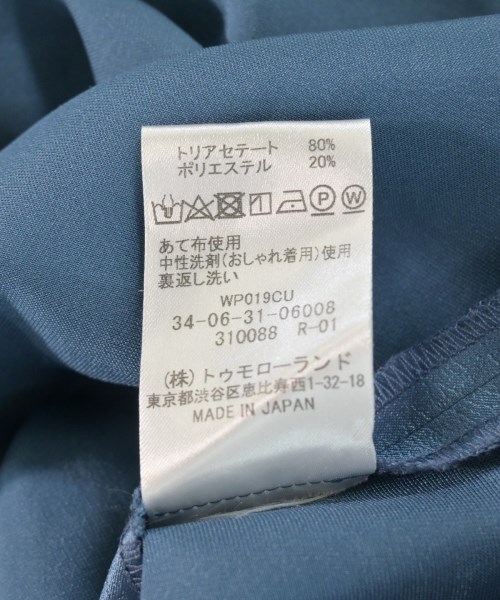 トリアセテート 80%
ポリエステル 20%
P W
あて布使用
中性洗剤(おしゃれ着用)使用
裏返し洗い
WP019CU
34-06-31-06008
310088 R-01
(株)トゥモローランド
東京都渋谷区恵比寿西1-32-18
MADE IN JAPAN